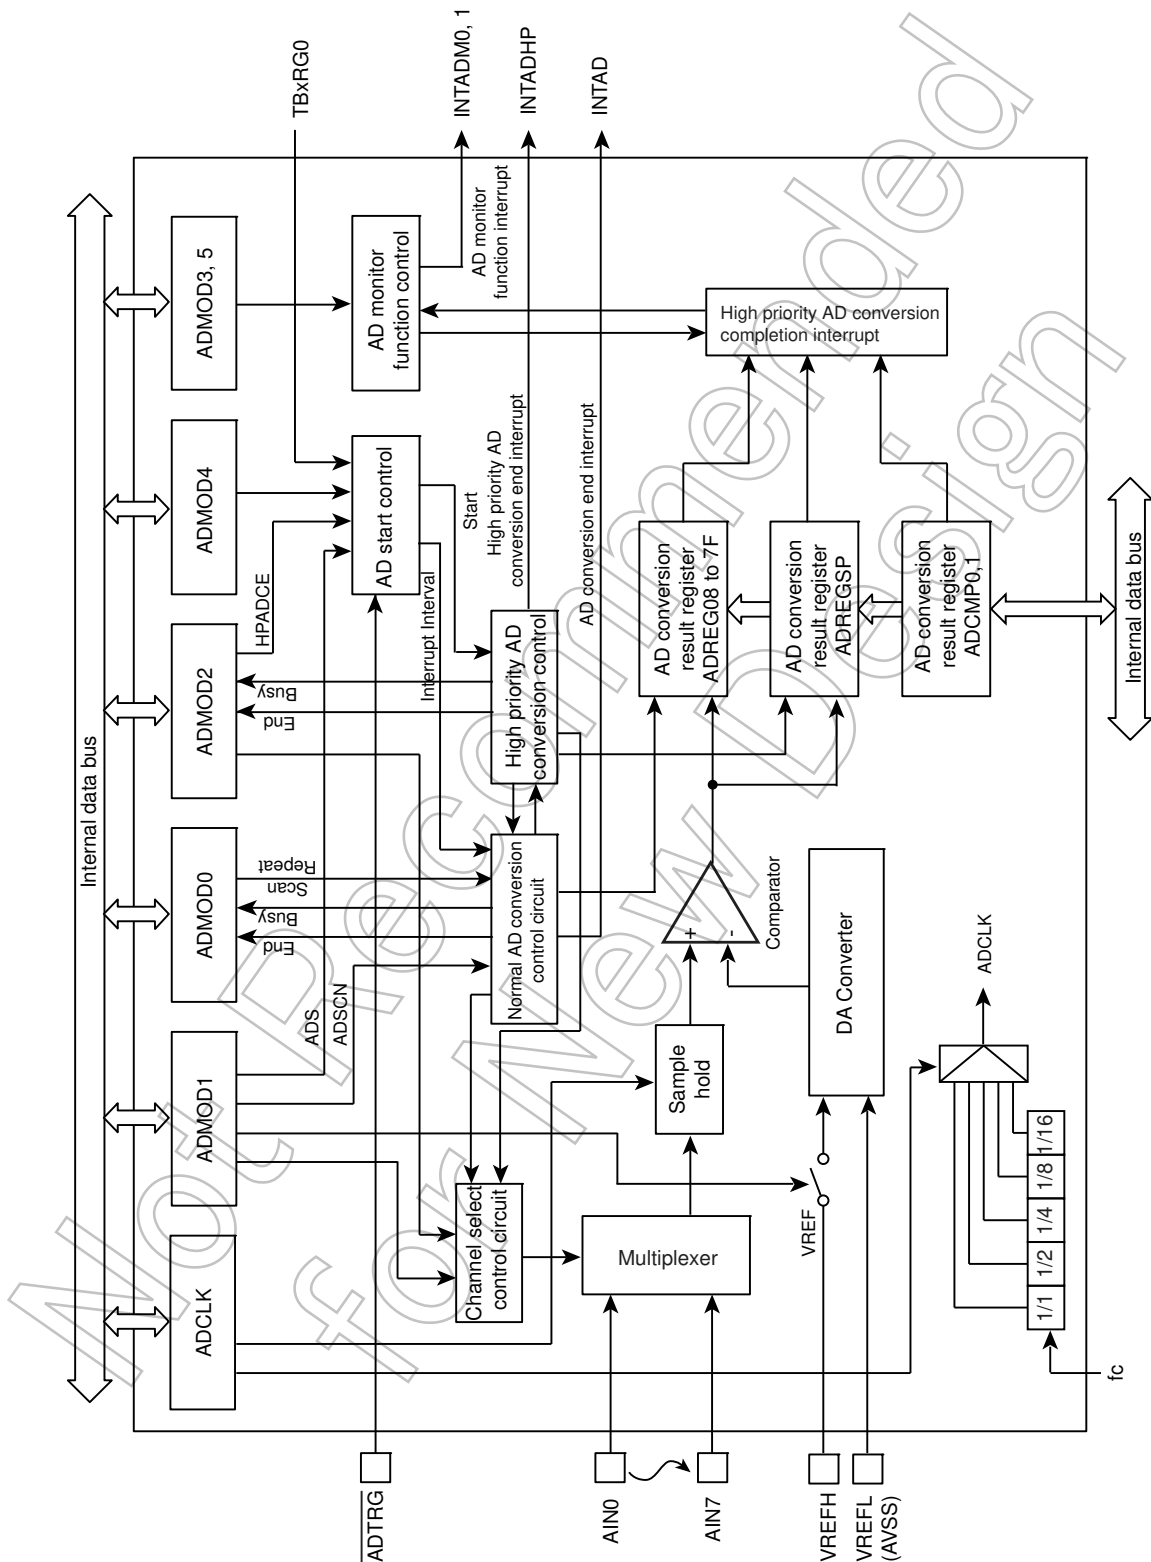 Internal data bus
ADCLK
ADMOD1
ADMOD0
ADMOD2
ADMOD4
ADMOD3, 5
ADS
ADSCN
End
Busy
Scan
Repeat
End
Busy
HPADCE
TBxRG0
ADTRG
AD start control
AD monitor
function control
INTADM0, 1
AD monitor
function interrupt
Interrupt Interval
Start
High priority AD
conversion end interrupt
INTADHP
Channel select
control circuit
Normal AD conversion
control circuit
High priority AD
conversion control
AD conversion end interrupt
INTAD
AIN0
AIN7
Multiplexer
Sample
hold
+
-
Comparator
AD conversion
result register
ADREG08 to 7F
AD conversion
result register
ADREGSP
AD conversion
result register
ADCMP0,1
High priority AD conversion
completion interrupt
VREFH
VREFL
(AVSS)
VREF
DA Converter
ADCLK
1/1
1/2
1/4
1/8
1/16
fc
Internal data bus
Not Recommended
for New Design